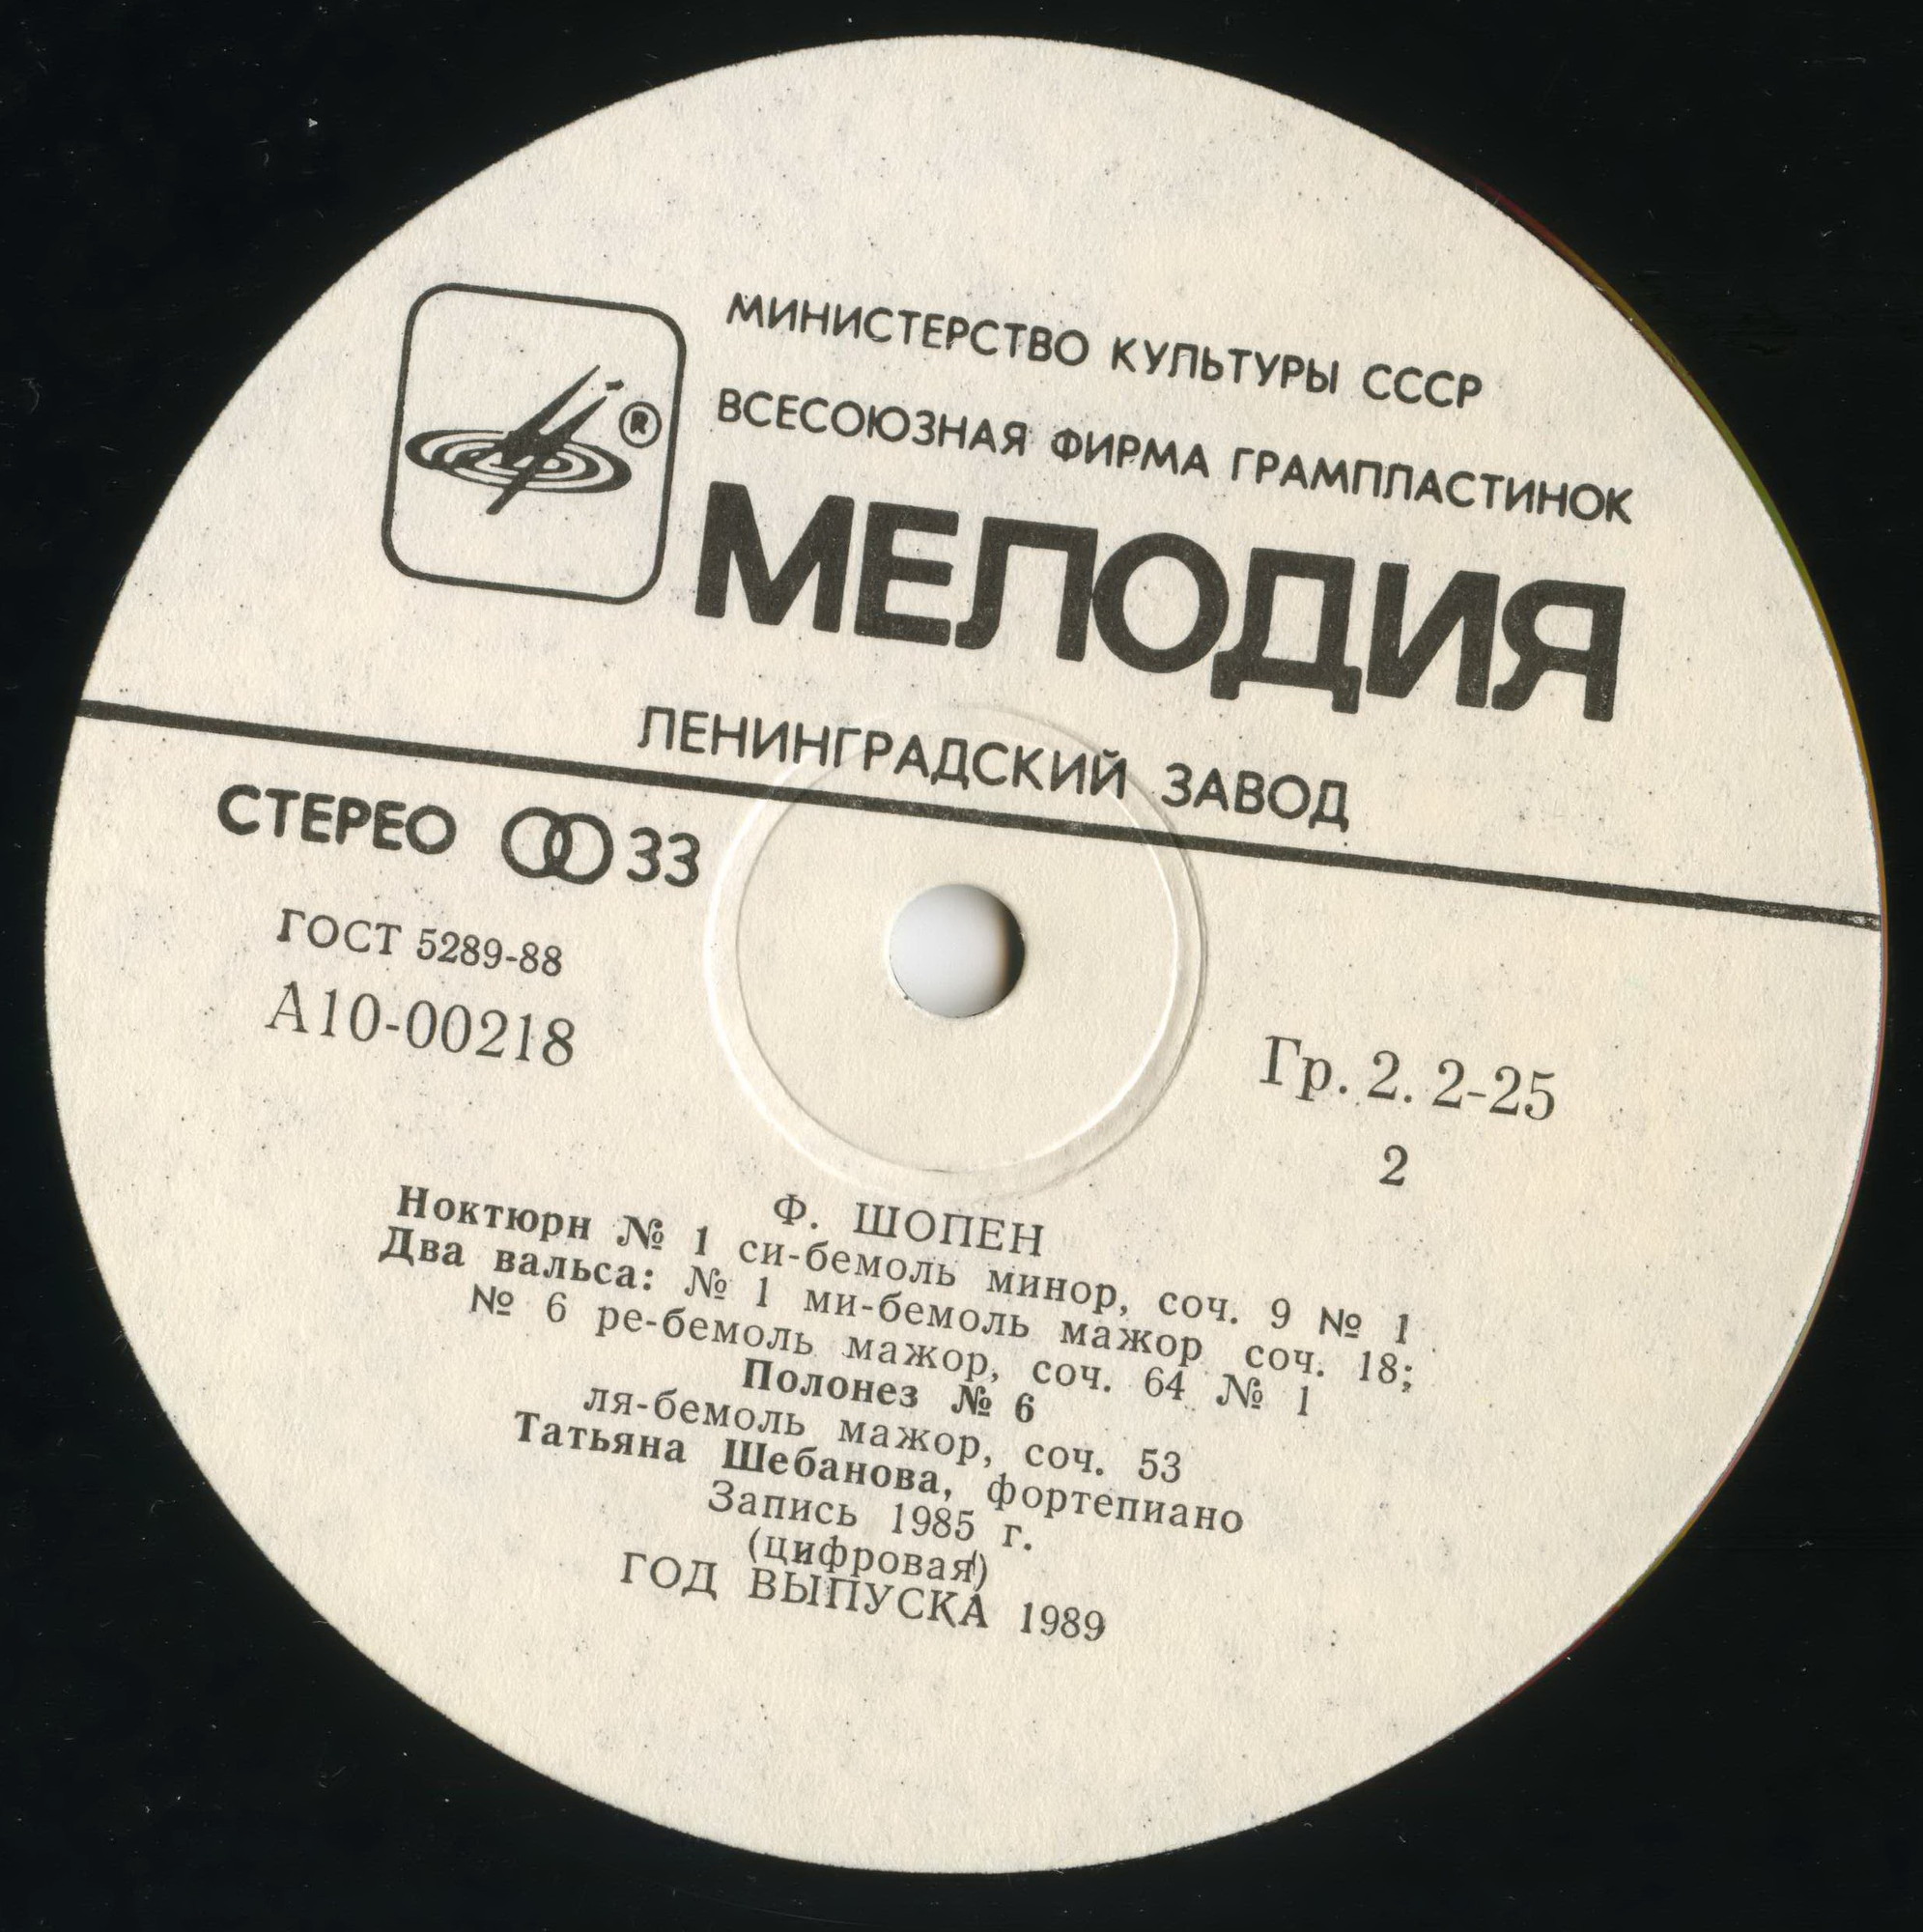 ®
МИНИСТЕРСТВО КУЛЬТУРЫ СССР
ВСЕСОЮЗНАЯ ФИРМА ГРАМПЛАСТИНОК
МЕЛОДИЯ
ЛЕНИНГРАДСКИЙ ЗАВОД
СТЕРЕО 33
ГОСТ 5289-88
А10-00218
Гр. 2. 2-25
2
Ф. ШОПЕН
Ноктюрн № 1 си-бемоль минор, соч. 9 № 1
Два вальса: № 1 ми-бемоль мажор соч. 18;
№ 6 ре-бемоль мажор, соч. 64 № 1
Полонез № 6
ля-бемоль мажор, соч. 53
Татьяна Шебанова, фортепиано
Запись 1985 г.
(цифровая)
ГОД ВЫПУСКА 1989